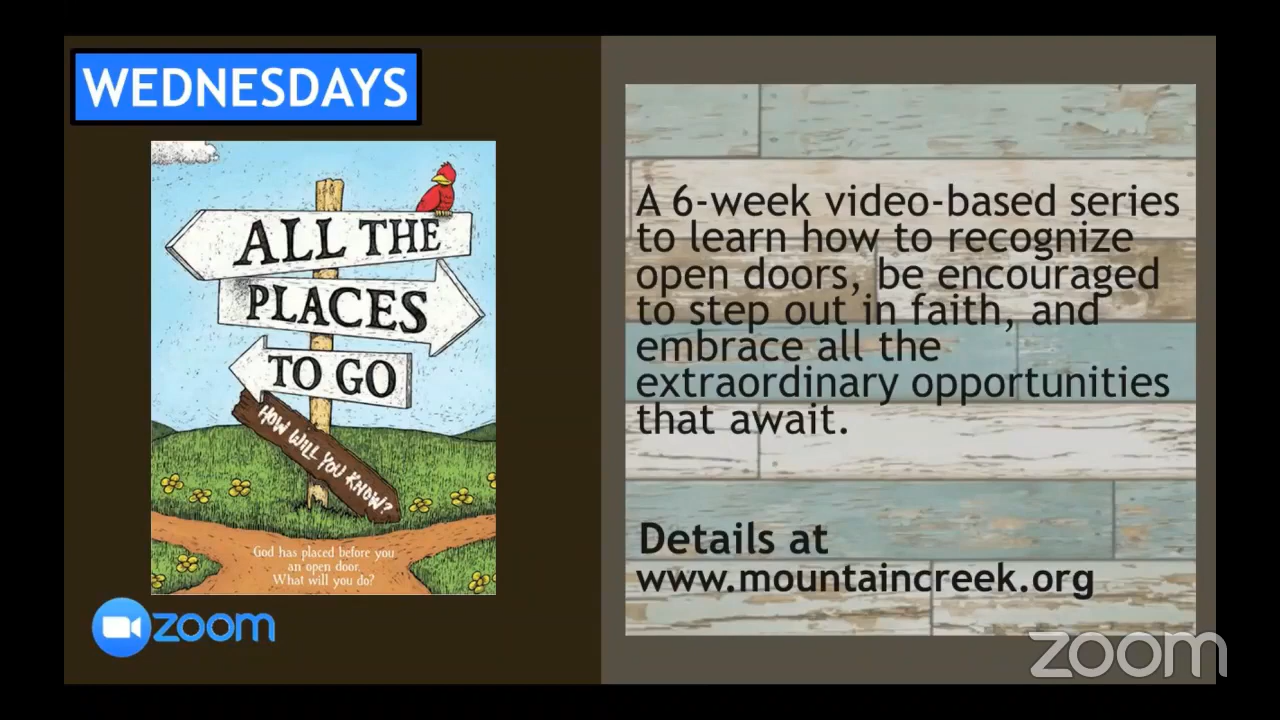 WEDNESDAYS
ALL THE
PLACES
TO GO
HOW WILL YOU KNOW?
God has placed before you
an open door.
What will you do?
zoom
A 6-week video-based series
to learn how to recognize
open doors, be encouraged
to step out in faith, and
embrace all the
extraordinary opportunities
that await.
Details at
www.mountaincreek.org
zoom